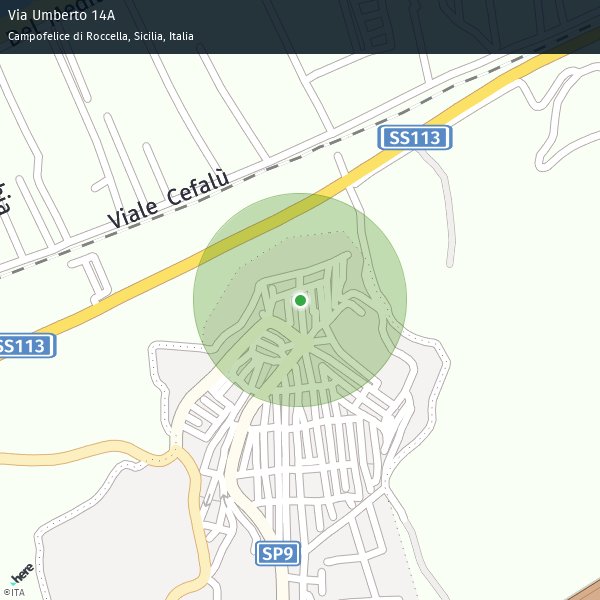 Via Umberto 14A
Campofelice di Roccella, Sicilia, Italia
SS113
Viale Cefalù
SS113
SP9
here
©ITA